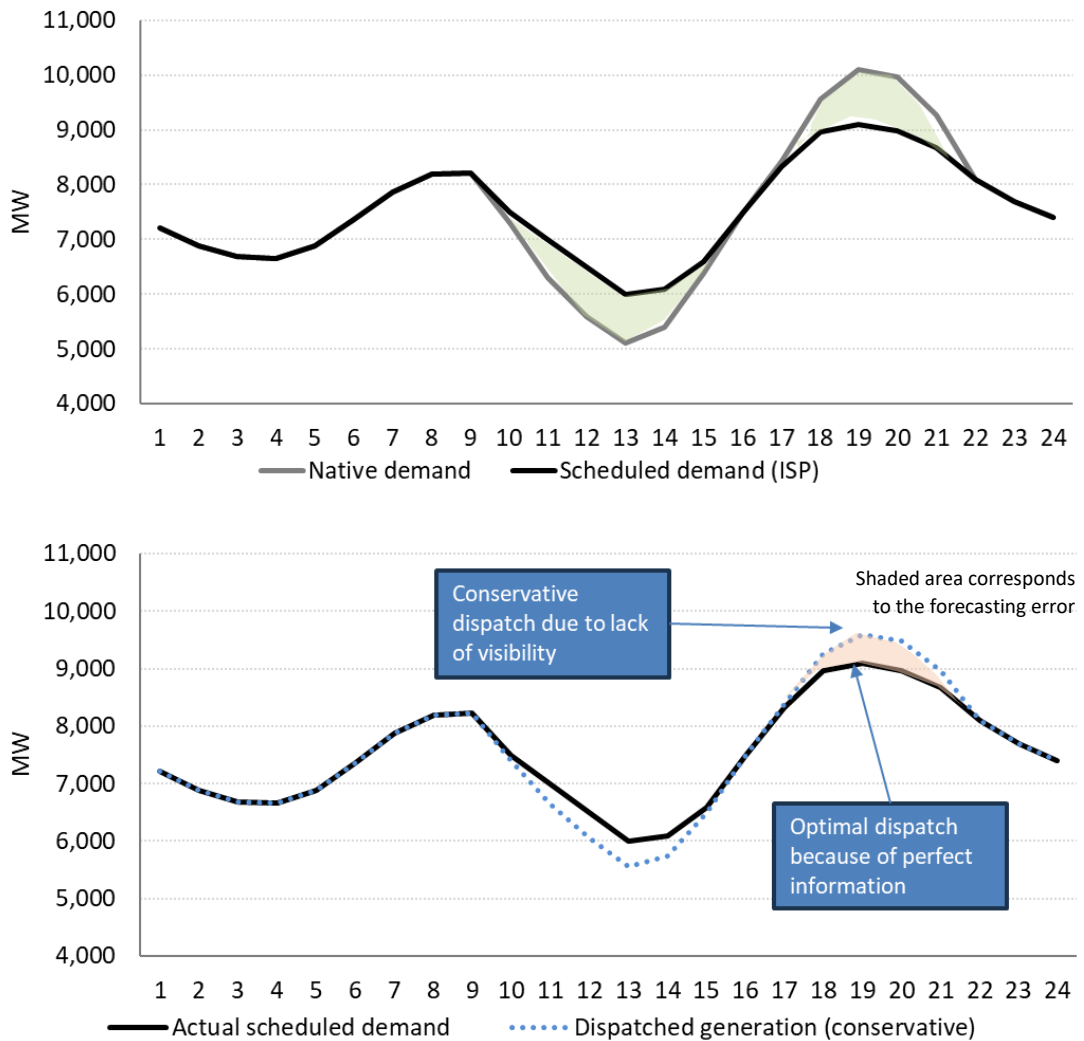 11,000
10,000
9,000
8,000
7,000
6,000
5,000
4,000
MW
1 2 3 4 5 6 7 8 9 10 11 12 13 14 15 16 17 18 19 20 21 22 23 24
Native demand Scheduled demand (ISP)
11,000
10,000
9,000
8,000
7,000
6,000
5,000
4,000
MW
Conservative
dispatch due to lack
of visibility
Shaded area corresponds
to the forecasting error
Optimal dispatch
because of perfect
information
1 2 3 4 5 6 7 8 9 10 11 12 13 14 15 16 17 18 19 20 21 22 23 24
Actual scheduled demand Dispatched generation (conservative)